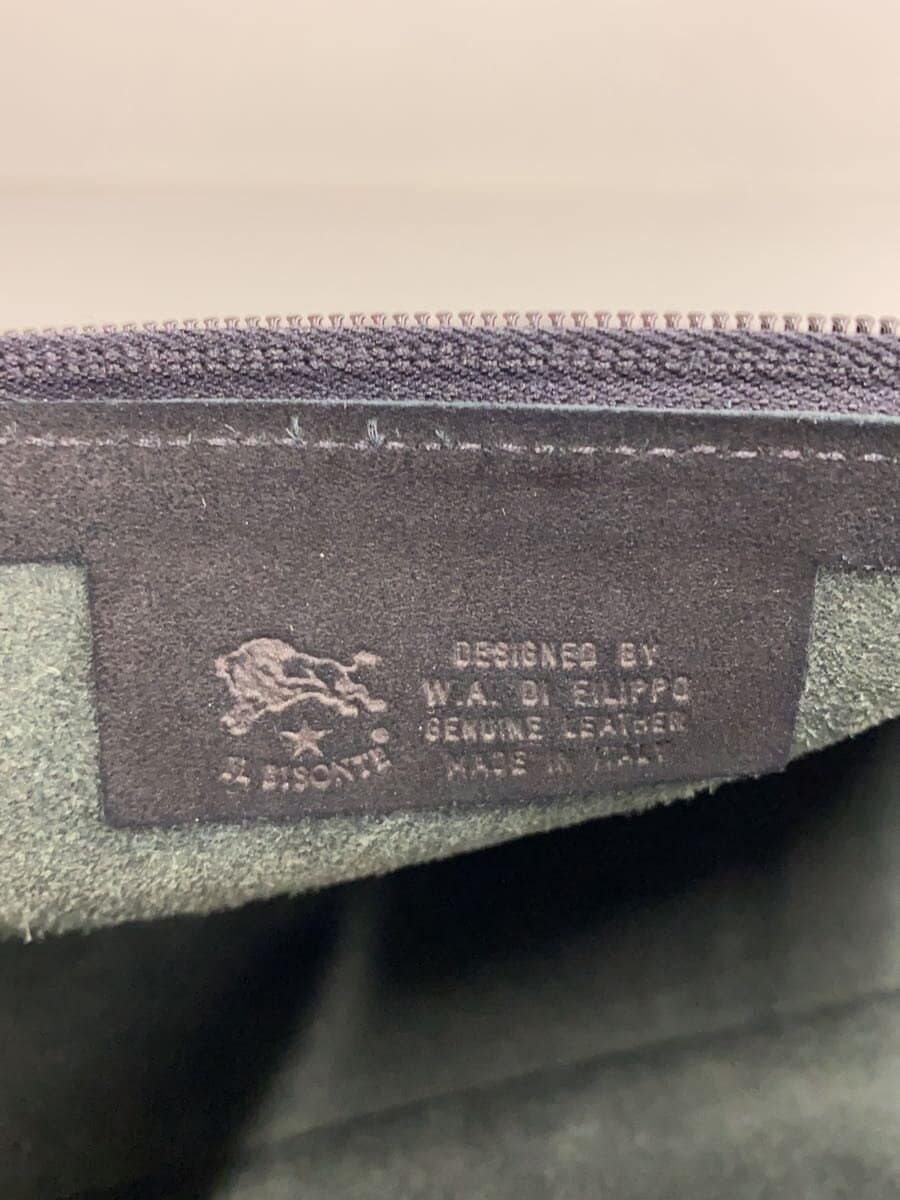 IL BISONTE
®
DESIGNED BY
W.A. DI FILIPPO
GENUINE LEATHER
MADE IN ITALY